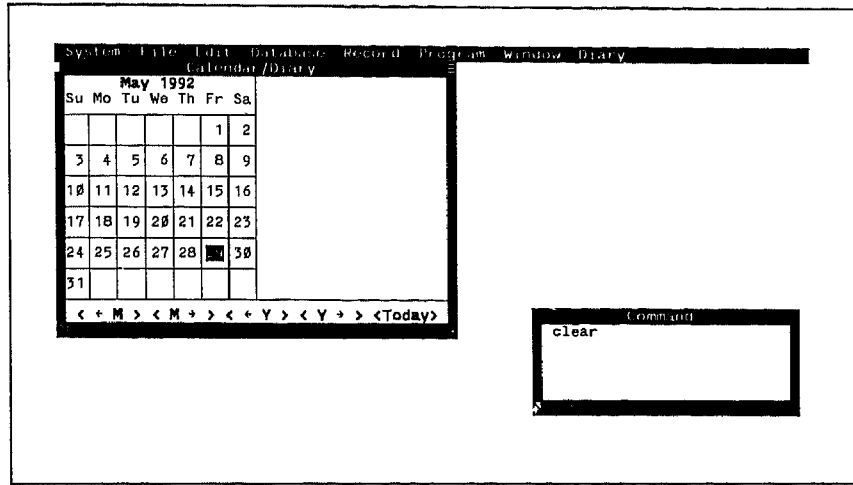 System File Edit Database Record Program Window Diary
Calendar/Diary
May 1992
Su Mo Tu We Th Fr Sa
1 2
3 4 5 6 7 8 9
10 11 12 13 14 15 16
17 18 19 20 21 22 23
24 25 26 27 28 29 30
31
< ← M > < M → > < ← Y > < Y → > <Today>
Command
clear